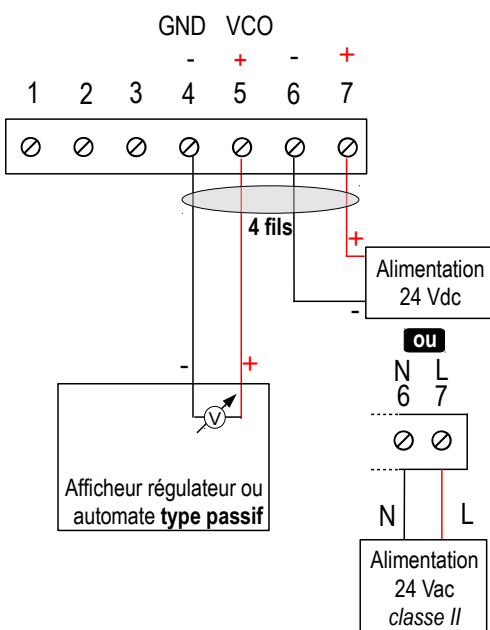 GND VCO
- + - +
1 2 3 4 5 6 7
4 fils
+
Alimentation
24 Vdc
-
ou
N L
6 7
- +
V
Afficheur régulateur ou
automate type passif
N L
Alimentation
24 Vac
classe II